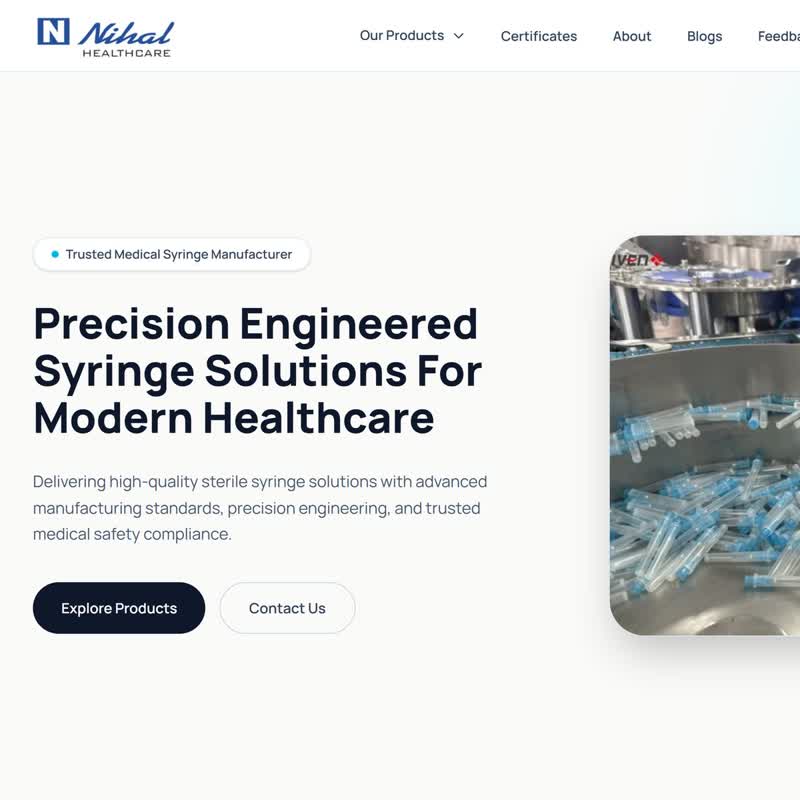 N Nihal
HEALTHCARE
Our Products
Certificates
About
Blogs
Trusted Medical Syringe Manufacturer
Precision Engineered
Syringe Solutions For
Modern Healthcare
Delivering high-quality sterile syringe solutions with advanced
manufacturing standards, precision engineering, and trusted
medical safety compliance.
Explore Products
Contact Us